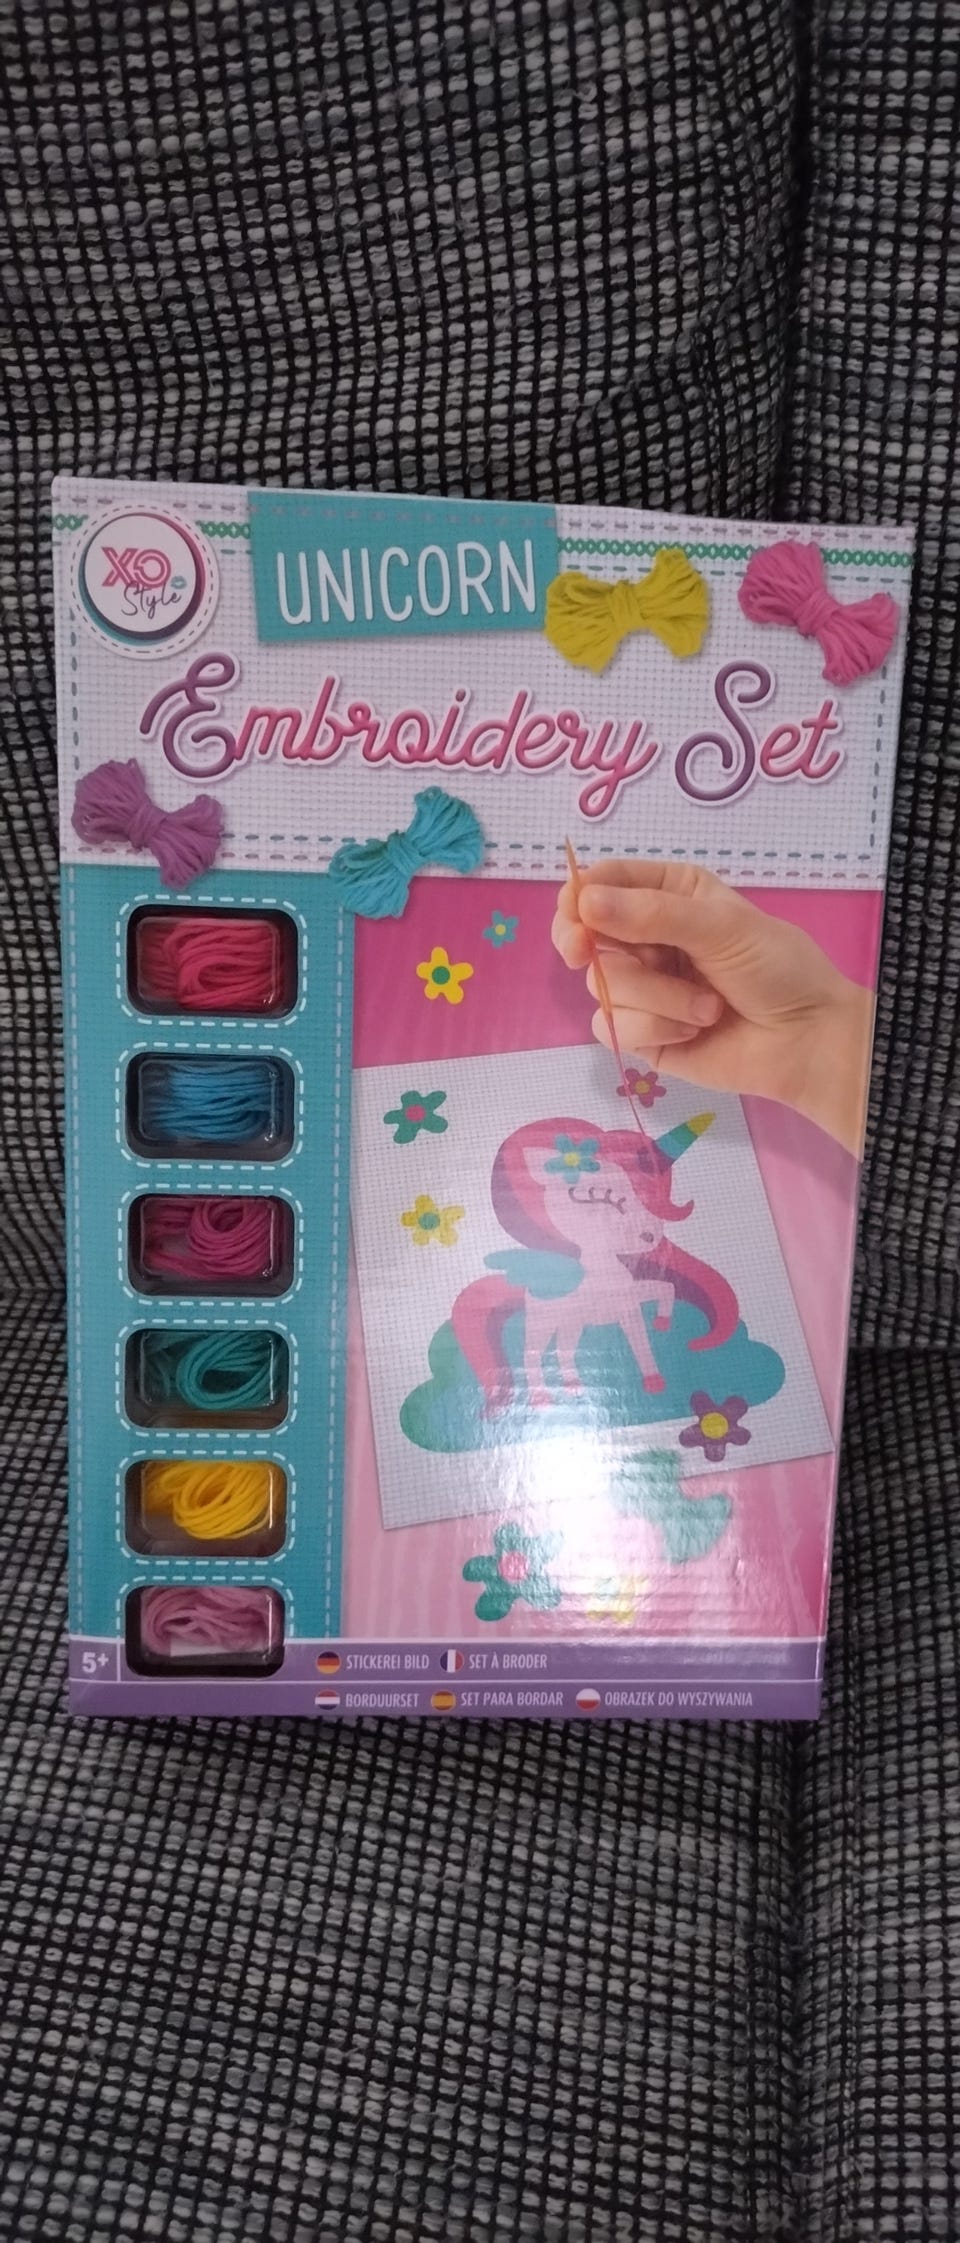 XO
Style
UNICORN
Embroidery Set
5+
STICKEREI BILD SET À BRODER
BORDUURSET SET PARA BORDAR OBRAZEK DO WYSZYWANIA